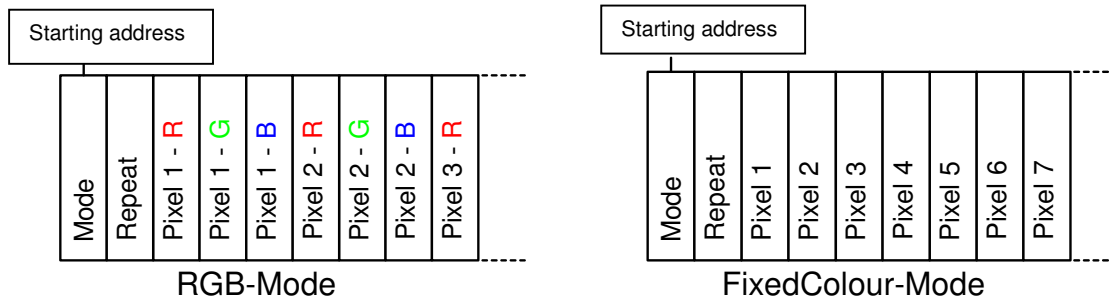 Starting address
Mode
Repeat
Pixel 1 - R
Pixel 1 - G
Pixel 1 - B
Pixel 2 - R
Pixel 2 - G
Pixel 2 - B
Pixel 3 - R
RGB-Mode
Starting address
Mode
Repeat
Pixel 1
Pixel 2
Pixel 3
Pixel 4
Pixel 5
Pixel 6
Pixel 7
FixedColour-Mode